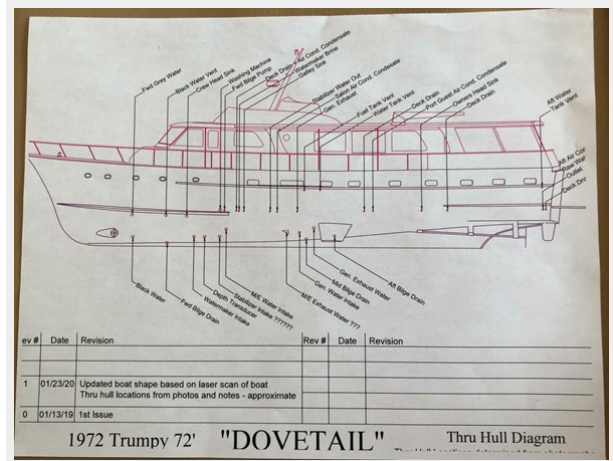 Fwd Grey Water
Black Water Vent
Crew Head Sink
Washing Machine
Fwd Bilge Pump
Deck Drain + Air Cond. Condensate
Watermaker Brine
Galley Sink
Stabilizer Water Out
Salon Air Cond. Condensate
Gen. Exhaust
Fuel Tank Vent
Water Tank Vent
Deck Drain
Port Guest Air Cond. Condensate
Owners Head Sink
Deck Drain
Aft Water
Tank Vent
Aft Air Con
Raw Wat
Outlet
Deck Dra
Black Water
Fwd Bilge Drain
Depth Transducer
Watermaker Intake
M/E Water Intake
Stabilizer Intake ??????
M/E Exhaust Water ???
Gen. Water Intake
Gen. Exhaust Water
Mid Bilge Drain
Aft Bilge Drain
ev # Date Revision Rev # Date Revision
1 01/23/20 Updated boat shape based on laser scan of boat
Thru hull locations from photos and notes - approximate
0 01/13/19 1st Issue
1972 Trumpy 72' "DOVETAIL" Thru Hull Diagram